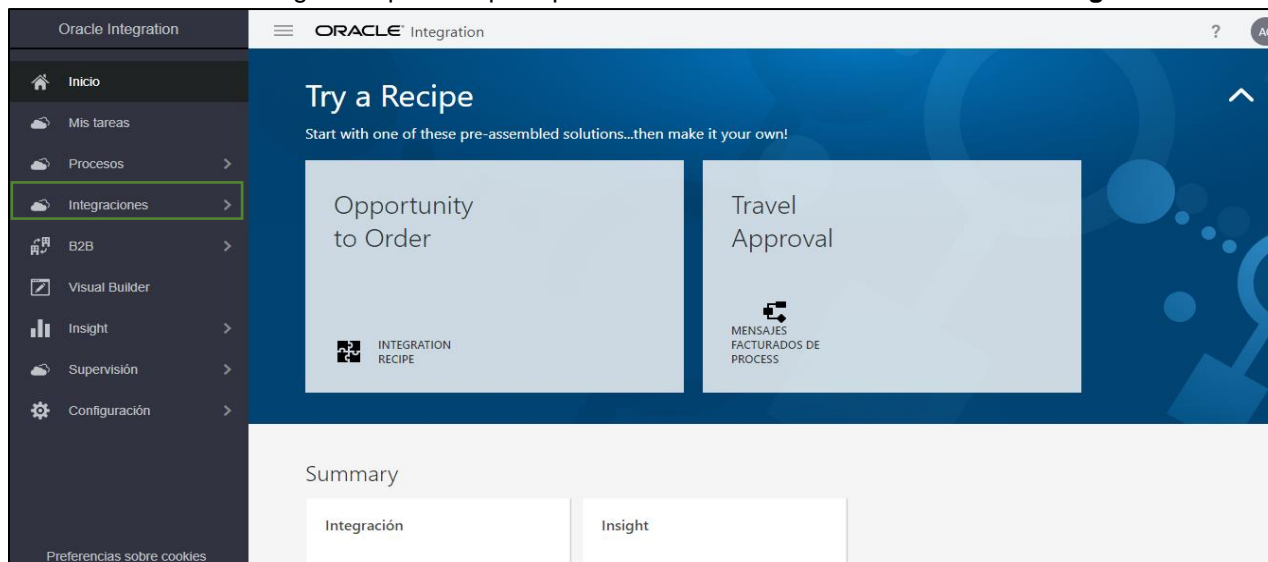 Oracle Integration
ORACLE Integration
?
Inicio
Mis tareas
Procesos
Integraciones
B2B
Visual Builder
Insight
Supervisión
Configuración
Preferencias sobre cookies
Try a Recipe
Start with one of these pre-assembled solutions...then make it your own!
Opportunity
to Order
INTEGRATION
RECIPE
Travel
Approval
MENSAJES
FACTURADOS DE
PROCESS
Summary
Integración
Insight